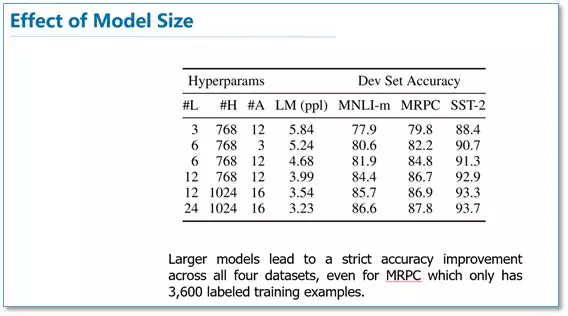 Effect of Model Size
Hyperparams Dev Set Accuracy
#L #H #A LM (ppl) MNLI-m MRPC SST-2
3 768 12 5.84 77.9 79.8 88.4
6 768 3 5.24 80.6 82.2 90.7
6 768 12 4.68 81.9 84.8 91.3
12 768 12 3.99 84.4 86.7 92.9
12 1024 16 3.54 85.7 86.9 93.3
24 1024 16 3.23 86.6 87.8 93.7
Larger models lead to a strict accuracy improvement
across all four datasets, even for MRPC which only has
3,600 labeled training examples.